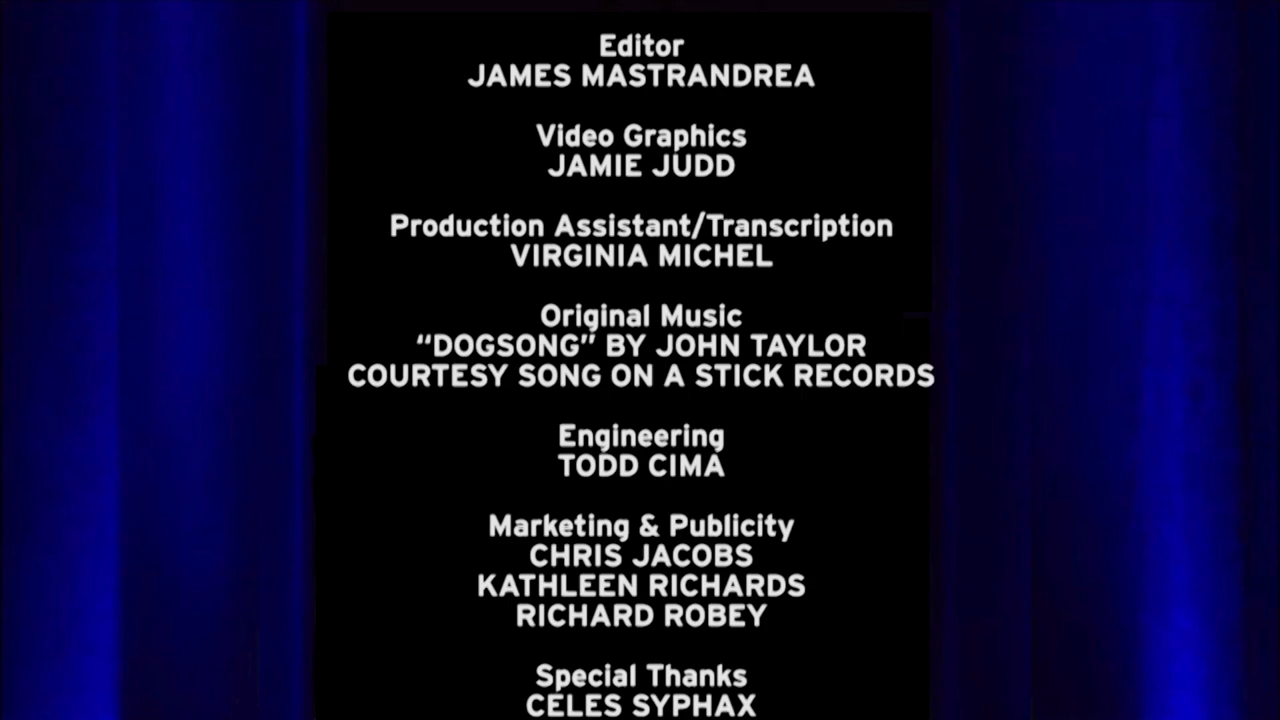 Editor
JAMES MASTRANDREA
Video Graphics
JAMIE JUDD
Production Assistant/Transcription
VIRGINIA MICHEL
Original Music
“DOGSONG” BY JOHN TAYLOR
COURTESY SONG ON A STICK RECORDS
Engineering
TODD CIMA
Marketing & Publicity
CHRIS JACOBS
KATHLEEN RICHARDS
RICHARD ROBEY
Special Thanks
CELES SYPHAX